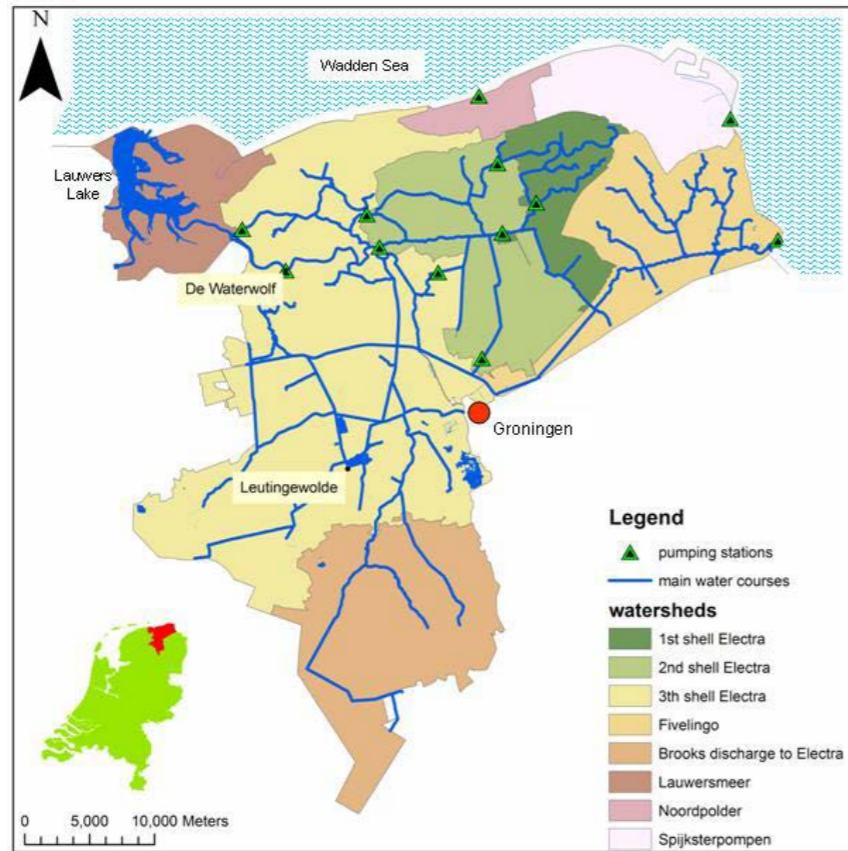 N
Wadden Sea
Lauwers
Lake
De Waterwolf
Groningen
Leutingewolde
Legend
pumping stations
main water courses
watersheds
1st shell Electra
2nd shell Electra
3th shell Electra
Fivelingo
Brooks discharge to Electra
Lauwersmeer
Noordpolder
Spijksterpompen
0 5,000 10,000 Meters